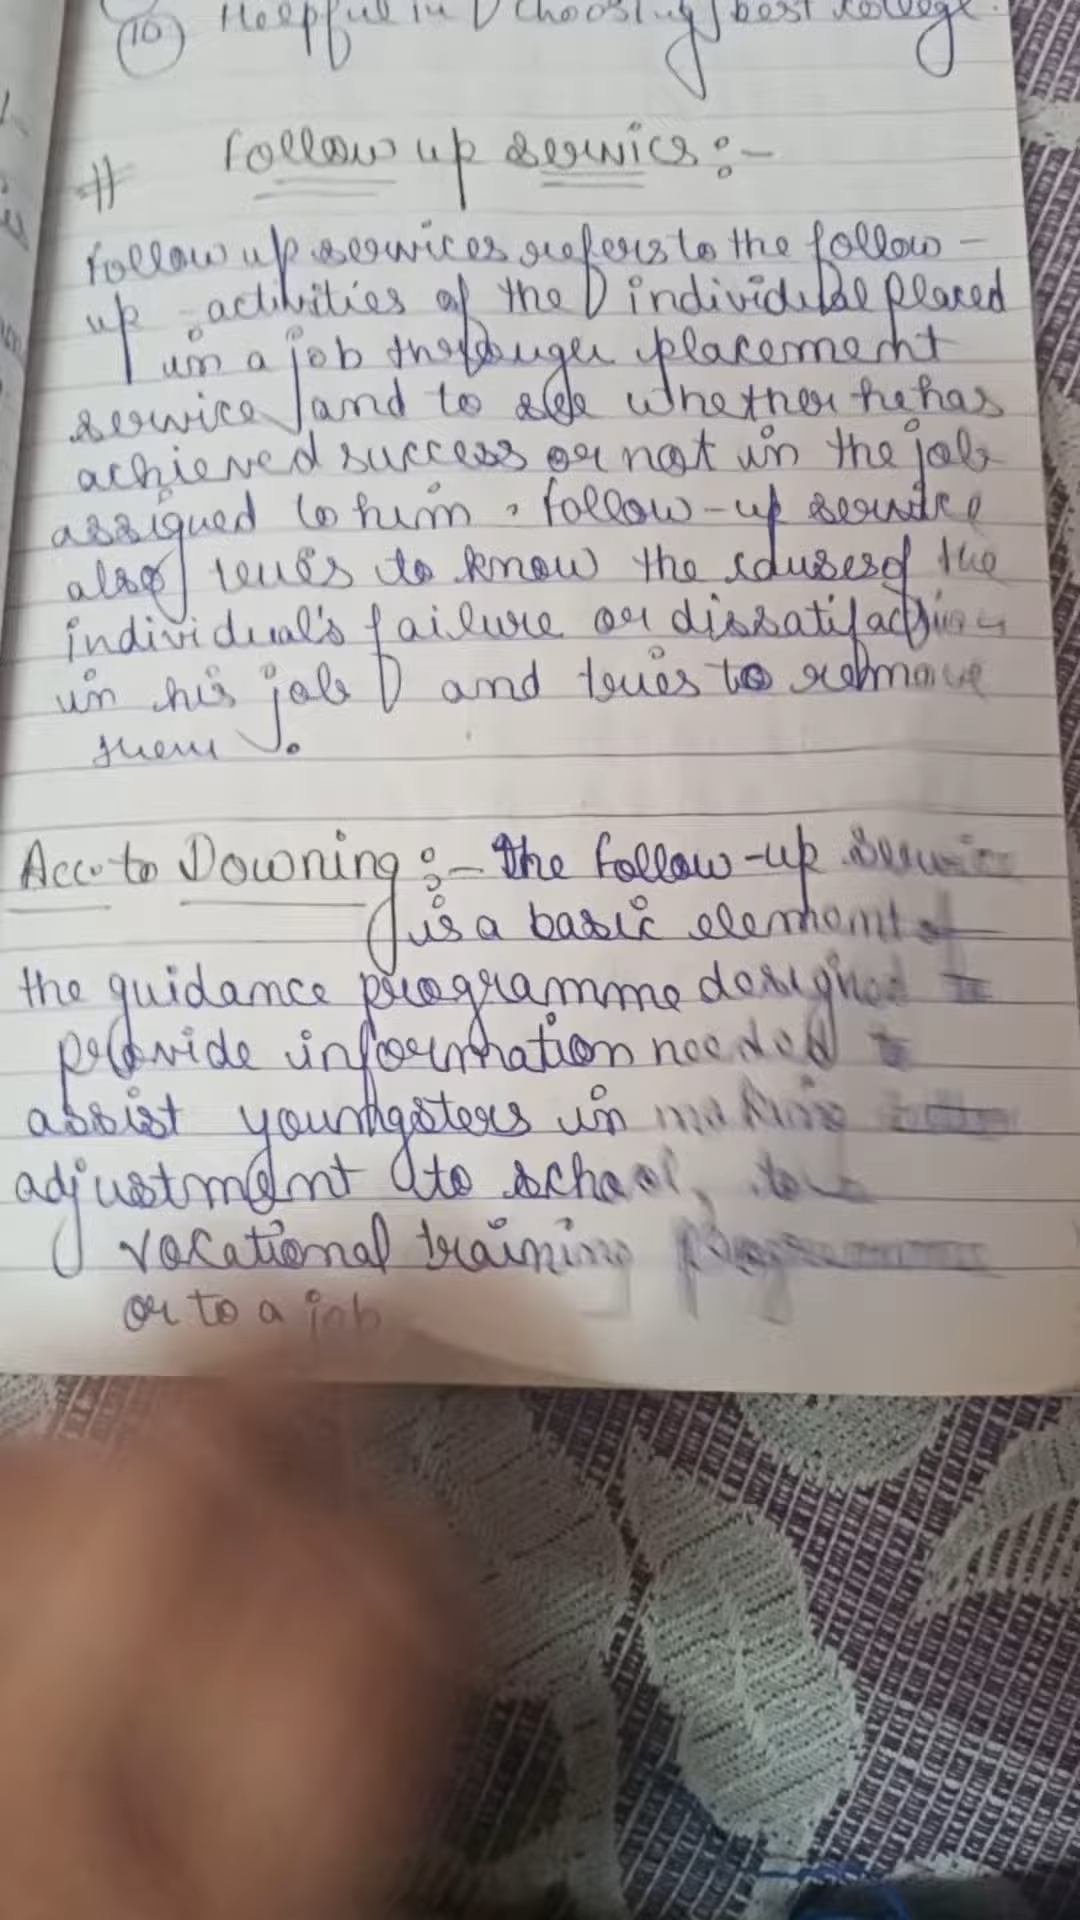 (10) Helpful in choosing best college.
# Follow up service :-
Follow up services refers to the follow -
up activities of the individual placed
in a job through placement
service and to see whether he has
achieved success or not in the job
assigned to him. Follow-up service
also tries to know the causes of the
individual's failure or dissatifaction
in his job and tries to remove
them.
Acc. to Downing :- The follow-up service
is a basic element of
the guidance programme designed to
provide information needed to
assist youngsters in making
adjustment to school, to
vocational training
or to a job